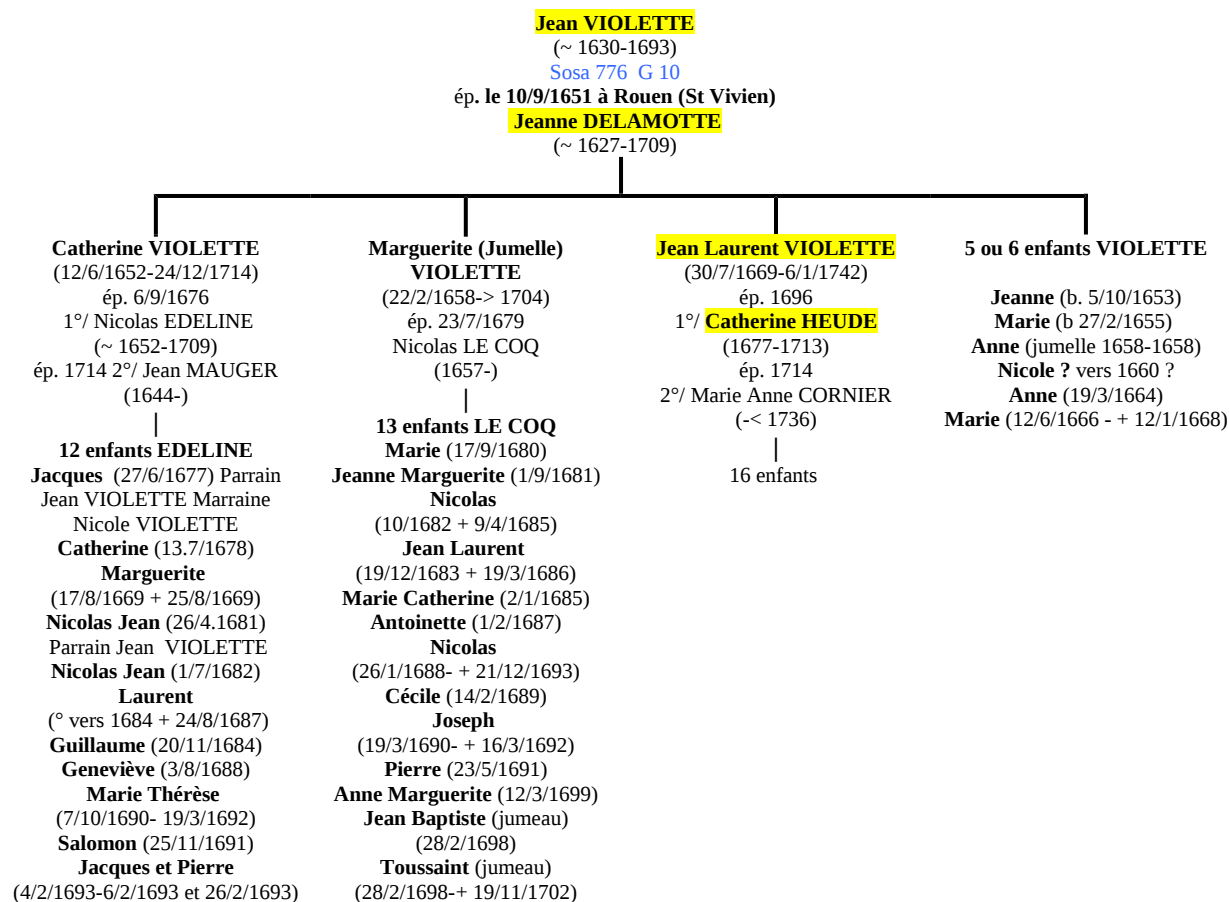 Jean VIOLETTE
(~ 1630-1693)
Sosa 776  G 10
ép. le 10/9/1651 à Rouen (St Vivien)
Jeanne DELAMOTTE
(~ 1627-1709)
Catherine VIOLETTE
(12/6/1652-24/12/1714)
ép. 6/9/1676
1°/ Nicolas EDELINE
(~ 1652-1709)
ép. 1714 2°/ Jean MAUGER
(1644-)
|
12 enfants EDELINE
Jacques  (27/6/1677) Parrain
Jean VIOLETTE Marraine
Nicole VIOLETTE
Catherine (13.7/1678)
Marguerite
(17/8/1669 + 25/8/1669)
Nicolas Jean (26/4.1681)
Parrain Jean  VIOLETTE
Nicolas Jean (1/7/1682)
Laurent
(° vers 1684 + 24/8/1687)
Guillaume (20/11/1684)
Geneviève (3/8/1688)
Marie Thérèse
(7/10/1690- 19/3/1692)
Salomon (25/11/1691)
Jacques et Pierre
(4/2/1693-6/2/1693 et 26/2/1693)
Marguerite (Jumelle)
VIOLETTE
(22/2/1658-> 1704)
ép. 23/7/1679
Nicolas LE COQ
(1657-)
|
13 enfants LE COQ
Marie (17/9/1680)
Jeanne Marguerite (1/9/1681)
Nicolas
(10/1682 + 9/4/1685)
Jean Laurent
(19/12/1683 + 19/3/1686)
Marie Catherine (2/1/1685)
Antoinette (1/2/1687)
Nicolas
(26/1/1688- + 21/12/1693)
Cécile (14/2/1689)
Joseph
(19/3/1690- + 16/3/1692)
Pierre (23/5/1691)
Anne Marguerite (12/3/1699)
Jean Baptiste (jumeau)
(28/2/1698)
Toussaint (jumeau)
(28/2/1698-+ 19/11/1702)
Jean Laurent VIOLETTE
(30/7/1669-6/1/1742)
ép. 1696
1°/ Catherine HEUDE
(1677-1713)
ép. 1714
2°/ Marie Anne CORNIER
(-< 1736)
|
16 enfants
5 ou 6 enfants VIOLETTE
Jeanne (b. 5/10/1653)
Marie (b 27/2/1655)
Anne (jumelle 1658-1658)
Nicole ? vers 1660 ?
Anne (19/3/1664)
Marie (12/6/1666 - + 12/1/1668)